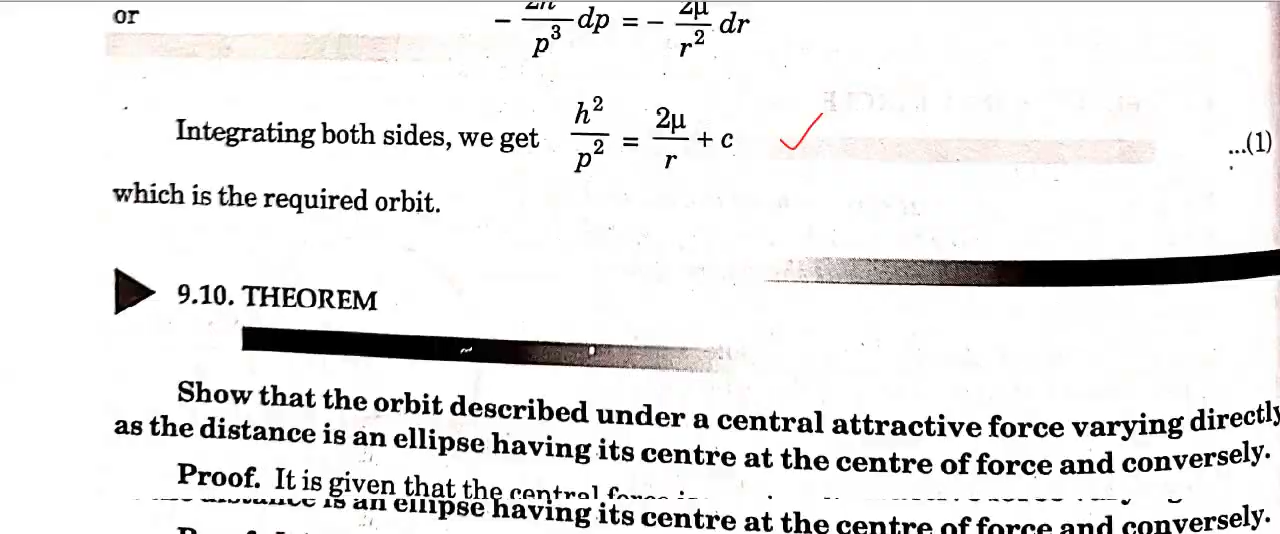 or - 2h²/p³ dp = - 2μ/r² dr
Integrating both sides, we get h²/p² = 2μ/r + c ...(1)
which is the required orbit.
9.10. THEOREM
Show that the orbit described under a central attractive force varying directly
as the distance is an ellipse having its centre at the centre of force and conversely.
Proof. It is given that the central force
distance is an ellipse having its centre at the centre of force and conversely.